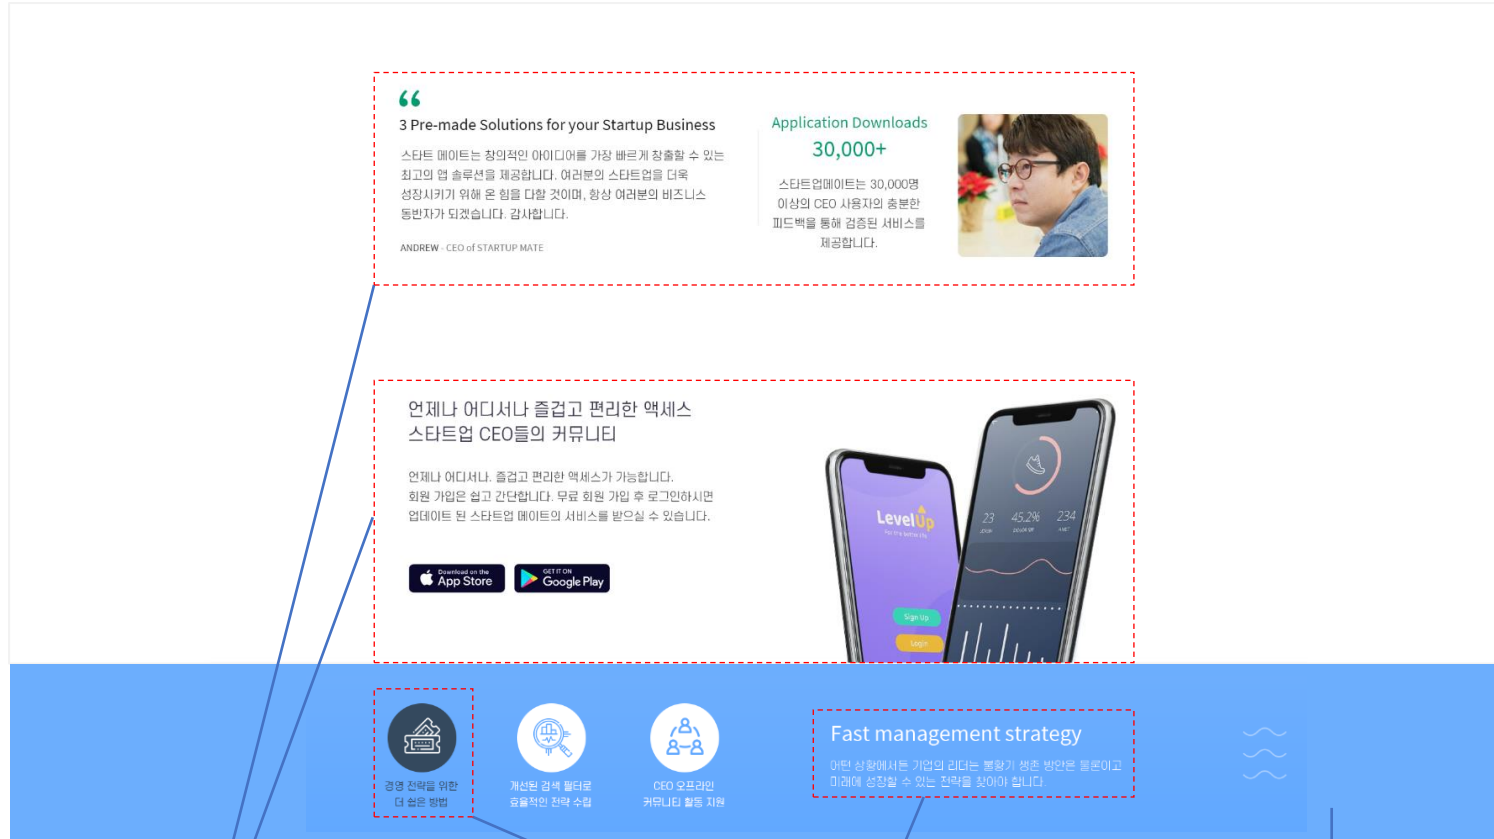 3 Pre-made Solutions for your Startup Business
스타트 메이트는 창의적인 아이디어를 가장 빠르게 창출할 수 있는
최고의 앱 솔루션을 제공합니다. 여러분의 스타트업을 더욱
성장시키기 위해 온 힘을 다할 것이며, 항상 여러분의 비즈니스
동반자가 되겠습니다. 감사합니다.
ANDREW - CEO of STARTUP MATE
Application Downloads
30,000+
스타트업메이트는 30,000명
이상의 CEO 사용자의 충분한
피드백을 통해 검증된 서비스를
제공합니다.
언제나 어디서나 즐겁고 편리한 액세스
스타트업 CEO들의 커뮤니티
언제나 어디서나. 즐겁고 편리한 액세스가 가능합니다.
회원 가입은 쉽고 간단합니다. 무료 회원 가입 후 로그인하시면
업데이트 된 스타트업 메이트의 서비스를 받으실 수 있습니다.
Download on the
App Store
GET IT ON
Google Play
LevelUp
For the better life
Sign Up
Login
23 45.2% 234
경영 전략을 위한
더 쉬운 방법
개선된 검색 필터로
효율적인 전략 수립
CEO 오프라인
커뮤니티 활동 지원
Fast management strategy
어떤 상황에서든 기업의 리더는 불황기 생존 방안은 물론이고
미래에 성장할 수 있는 전략을 찾아야 합니다.